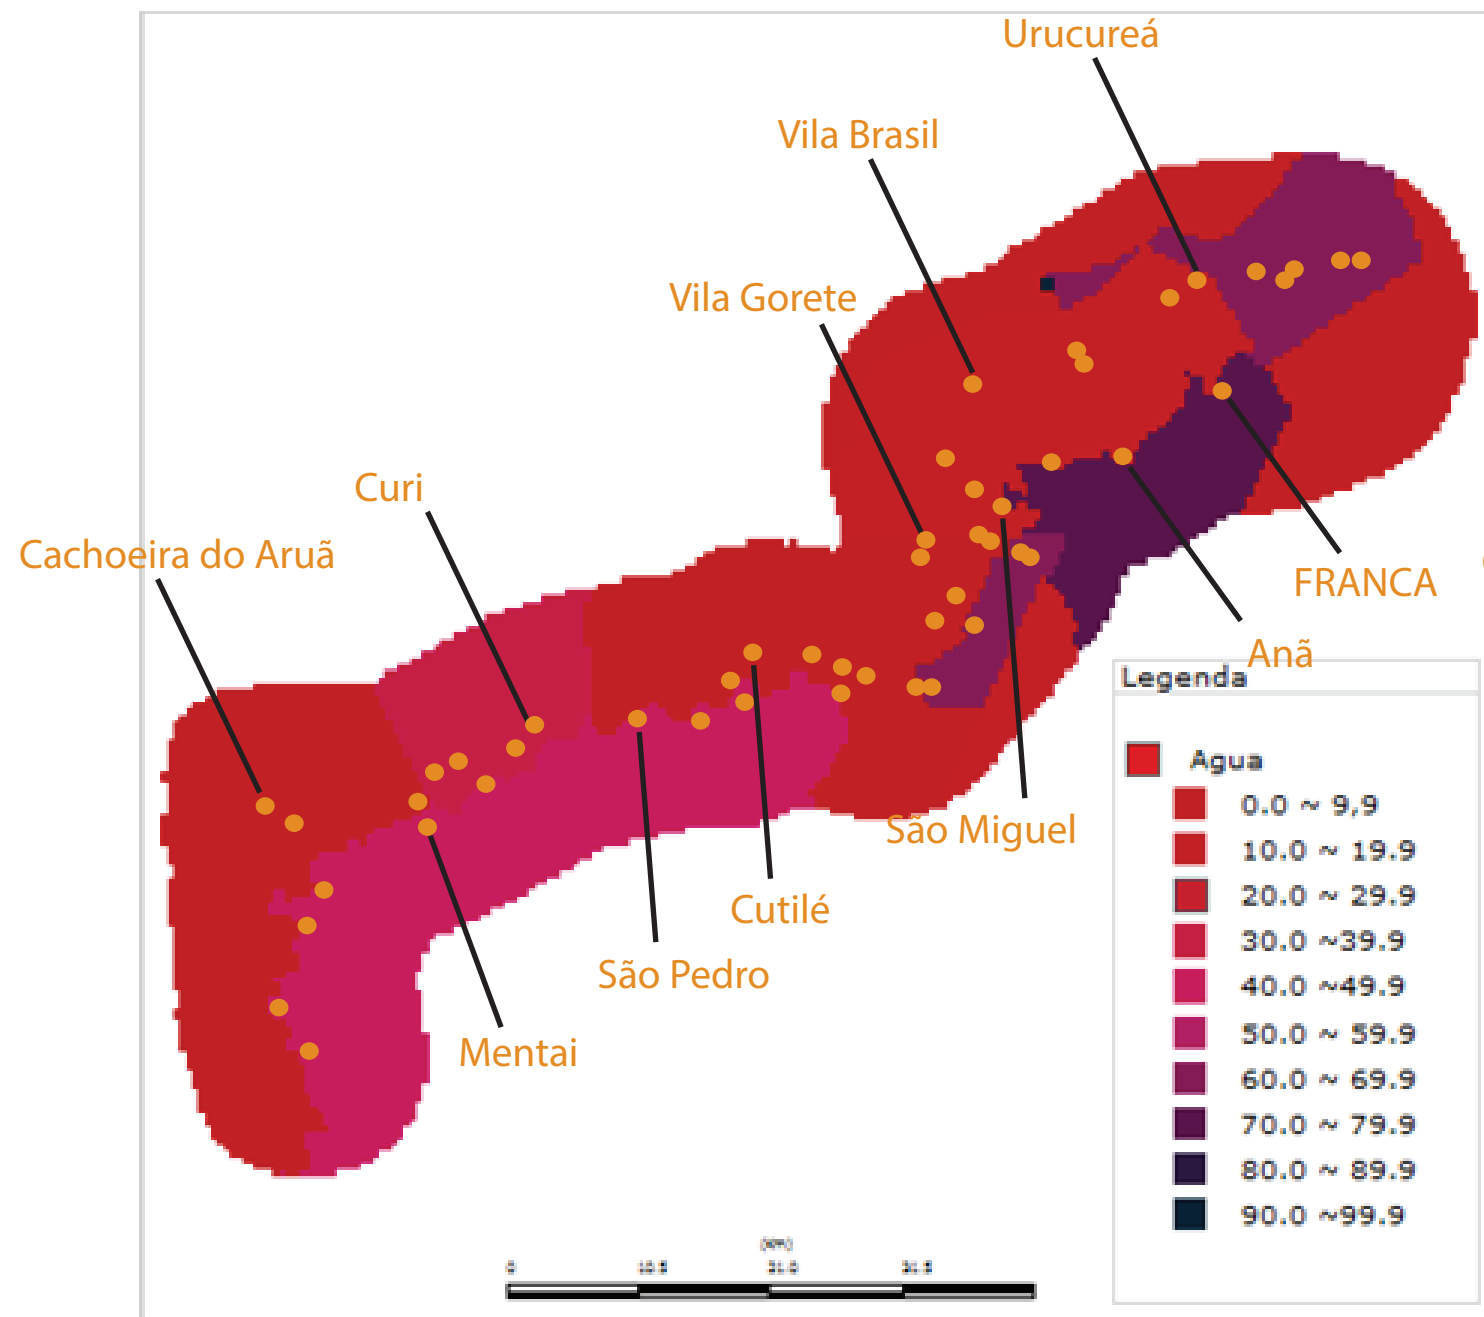 Urucureá
Vila Brasil
Vila Gorete
Curi
Cachoeira do Aruã
FRANCA
Anã
São Miguel
Cutilé
São Pedro
Mentai
Legenda
Agua
0.0 ~ 9,9
10.0 ~ 19.9
20.0 ~ 29.9
30.0 ~39.9
40.0 ~49.9
50.0 ~ 59.9
60.0 ~ 69.9
70.0 ~ 79.9
80.0 ~ 89.9
90.0 ~99.9
0